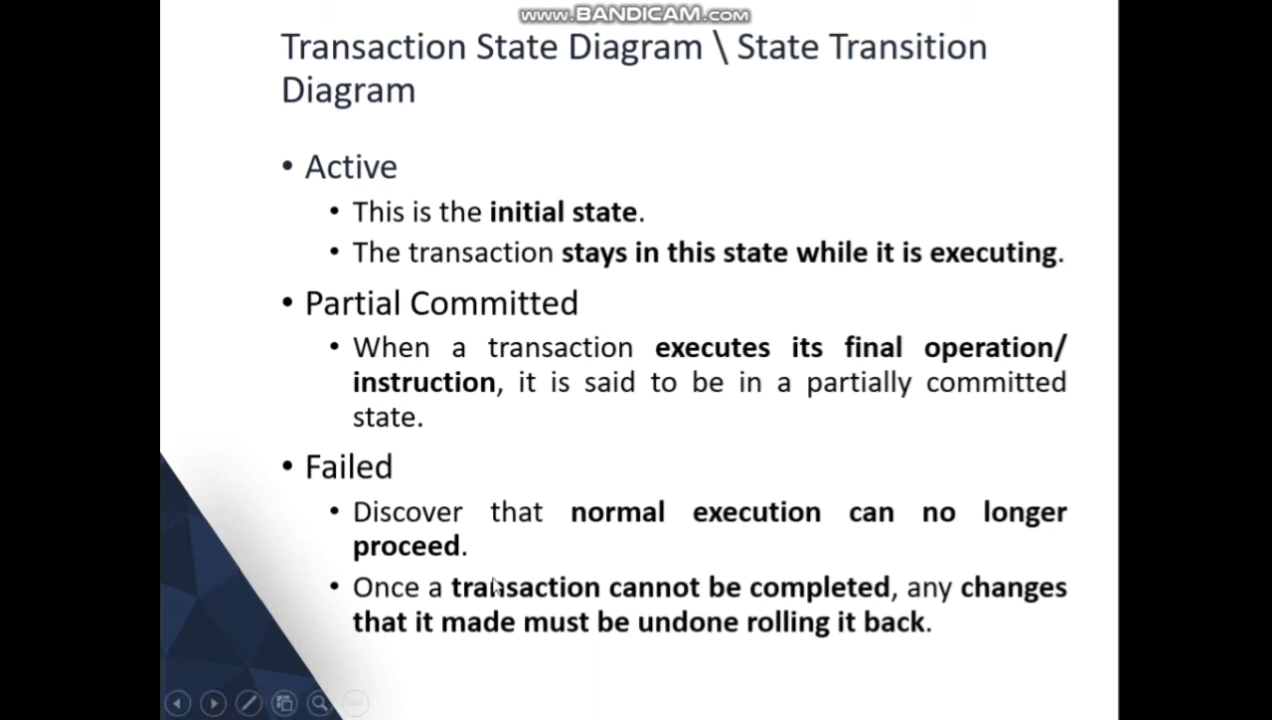 www.BANDICAM.com
Transaction State Diagram \ State Transition
Diagram
• Active
• This is the initial state.
• The transaction stays in this state while it is executing.
• Partial Committed
• When a transaction executes its final operation/
instruction, it is said to be in a partially committed
state.
• Failed
• Discover that normal execution can no longer
proceed.
• Once a transaction cannot be completed, any changes
that it made must be undone rolling it back.